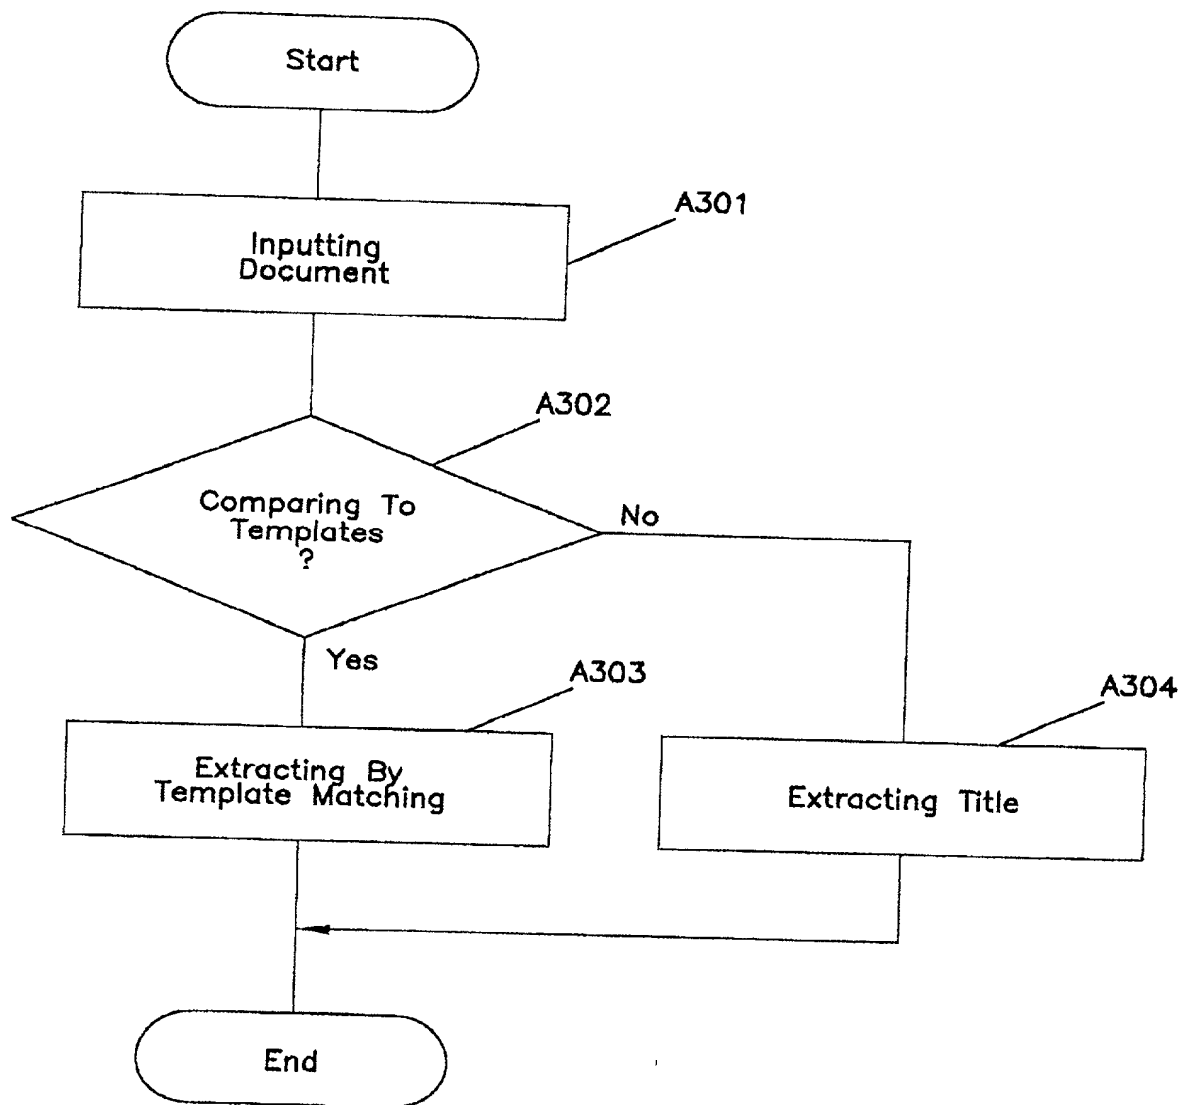 Start
A301
Inputting
Document
A302
Comparing To
Templates
?
No
Yes
A303
A304
Extracting By
Template Matching
Extracting Title
End